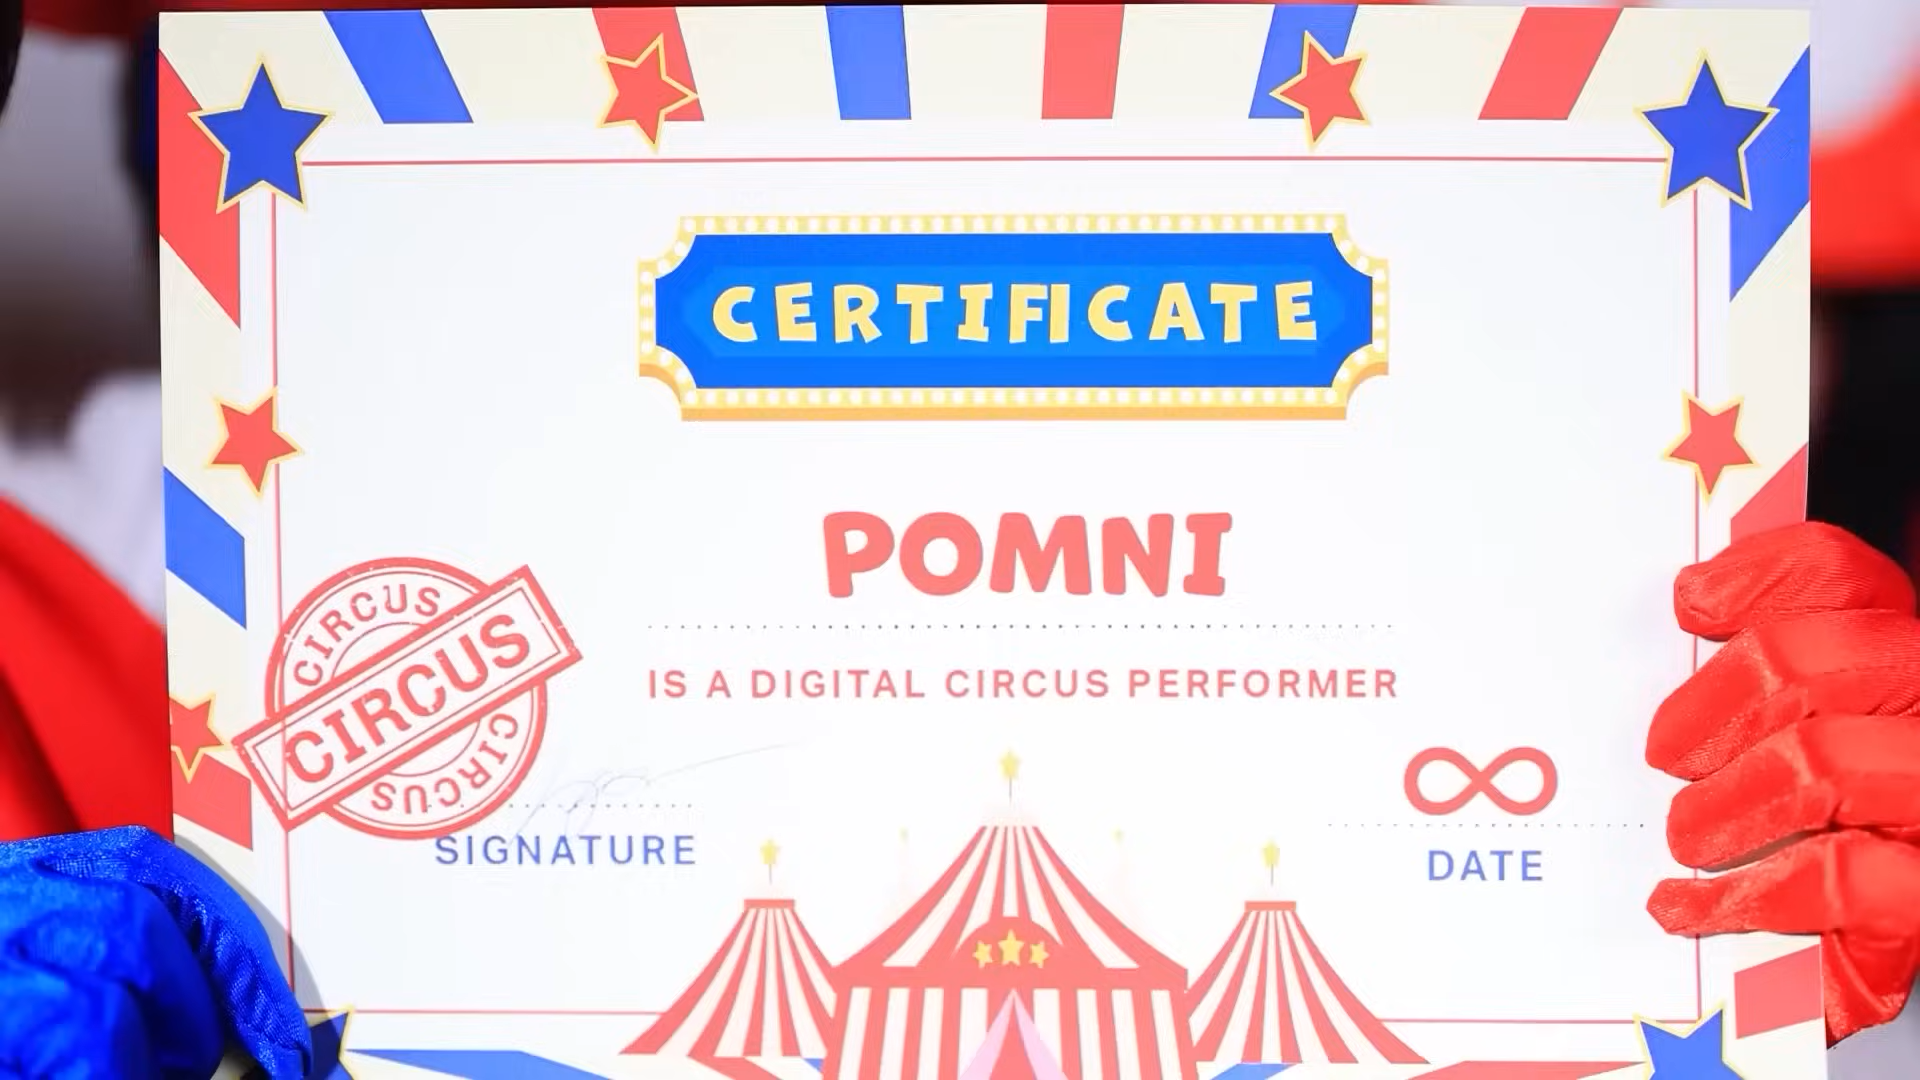 CERTIFICATE
POMNI
IS A DIGITAL CIRCUS PERFORMER
CIRCUS
CIRCUS
CIRCUS
SIGNATURE
∞
DATE